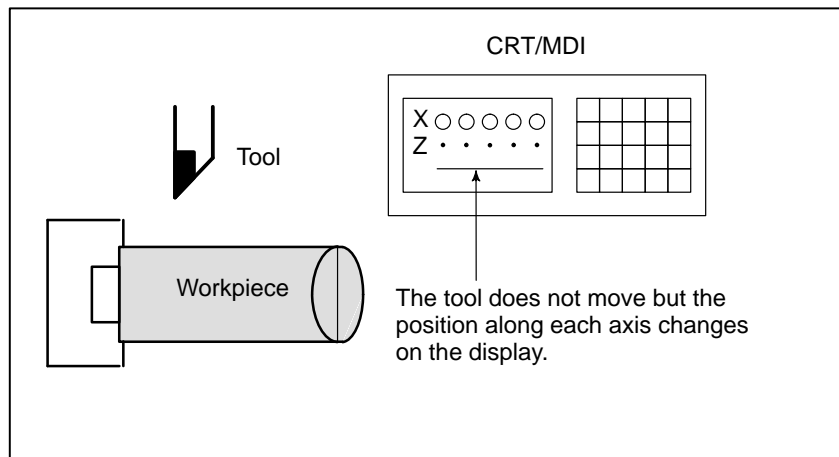 CRT/MDI
X
Z
Tool
Workpiece
The tool does not move but the
position along each axis changes
on the display.